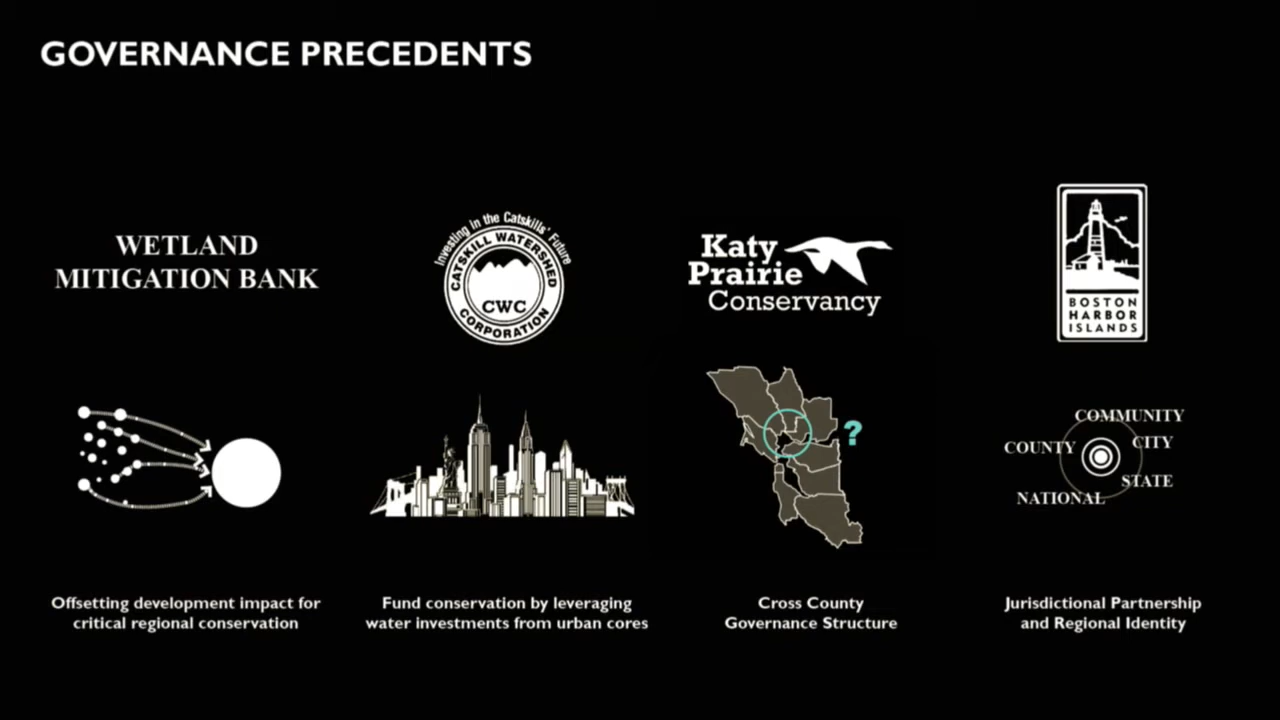 GOVERNANCE PRECEDENTS
WETLAND
MITIGATION BANK
Investing in the Catskills' Future
CATSKILL WATERSHED
CWC
CORPORATION
Katy
Prairie
Conservancy
BOSTON
HARBOR
ISLANDS
?
COMMUNITY
COUNTY
CITY
STATE
NATIONAL
Offsetting development impact for
critical regional conservation
Fund conservation by leveraging
water investments from urban cores
Cross County
Governance Structure
Jurisdictional Partnership
and Regional Identity